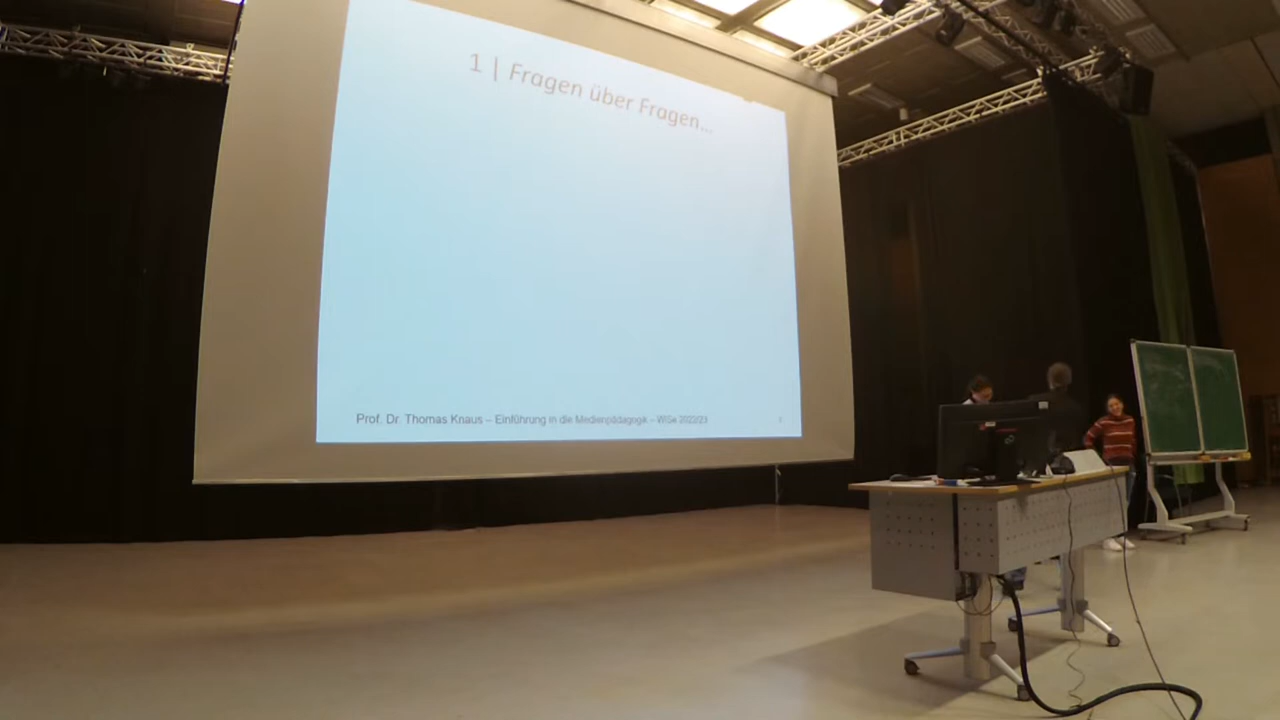 1 | Fragen über Fragen...
Prof. Dr. Thomas Knaus – Einführung in die Medienpädagogik – WiSe 2022/23